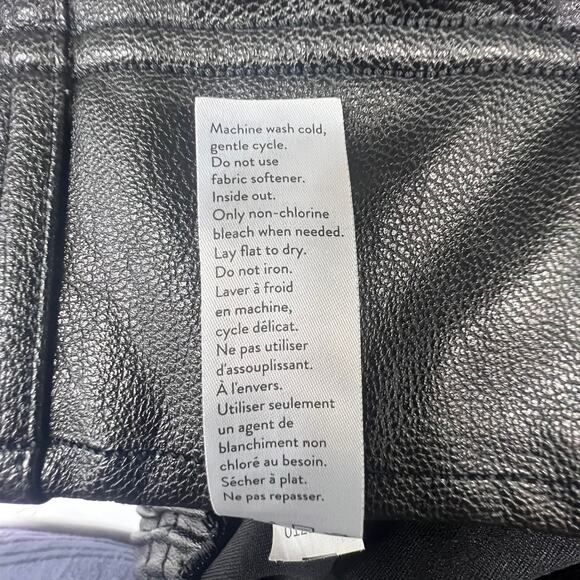 Machine wash cold,
gentle cycle.
Do not use
fabric softener.
Inside out.
Only non-chlorine
bleach when needed.
Lay flat to dry.
Do not iron.
Laver à froid
en machine,
cycle délicat.
Ne pas utiliser
d'assouplissant.
À l'envers.
Utiliser seulement
un agent de
blanchiment non
chloré au besoin.
Sécher à plat.
Ne pas repasser.